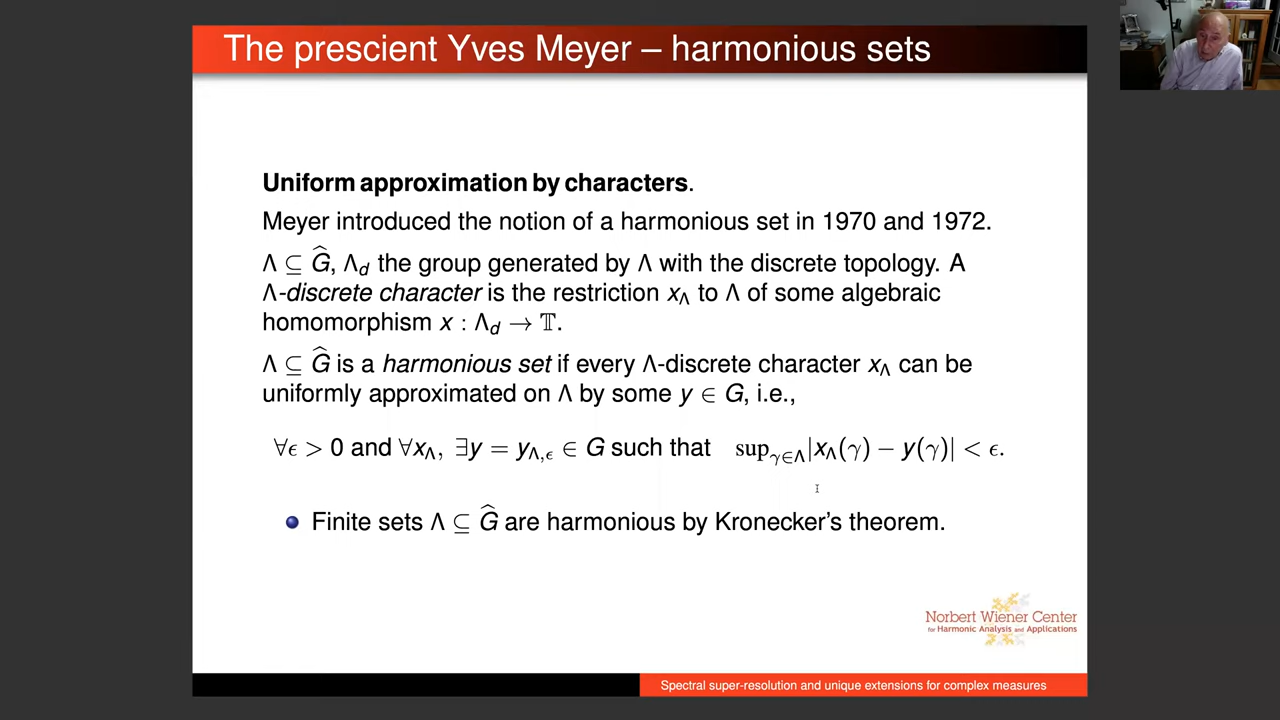 The prescient Yves Meyer – harmonious sets
Uniform approximation by characters.
Meyer introduced the notion of a harmonious set in 1970 and 1972.
Λ ⊆ Ĝ, Λ_d the group generated by Λ with the discrete topology. A
Λ-discrete character is the restriction x_Λ to Λ of some algebraic
homomorphism x : Λ_d → 𝕋.
Λ ⊆ Ĝ is a harmonious set if every Λ-discrete character x_Λ can be
uniformly approximated on Λ by some y ∈ G, i.e.,
∀ϵ > 0 and ∀x_Λ, ∃y = y_{Λ,ϵ} ∈ G such that sup_{γ∈Λ}|x_Λ(γ) − y(γ)| < ϵ.
Finite sets Λ ⊆ Ĝ are harmonious by Kronecker's theorem.
Norbert Wiener Center
for Harmonic Analysis and Applications
Spectral super-resolution and unique extensions for complex measures